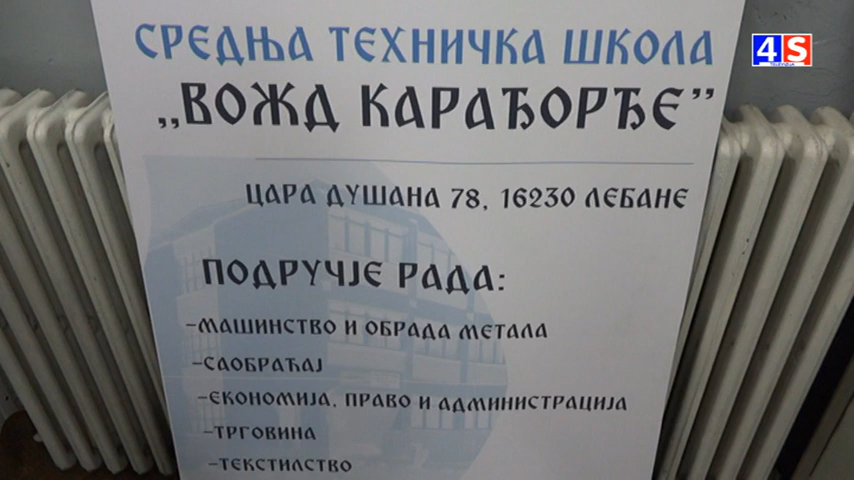 СРЕДЊА ТЕХНИЧКА ШКОЛА
„ВОЖД КАРАЂОРЂЕ”
ЦАРА ДУШАНА 78, 16230 ЛЕБАНЕ
ПОДРУЧЈЕ РАДА:
-МАШИНСТВО И ОБРАДА МЕТАЛА
-САОБРАЋАЈ
-ЕКОНОМИЈА, ПРАВО И АДМИНИСТРАЦИЈА
-ТРГОВИНА
-ТЕКСТИЛСТВО
4S